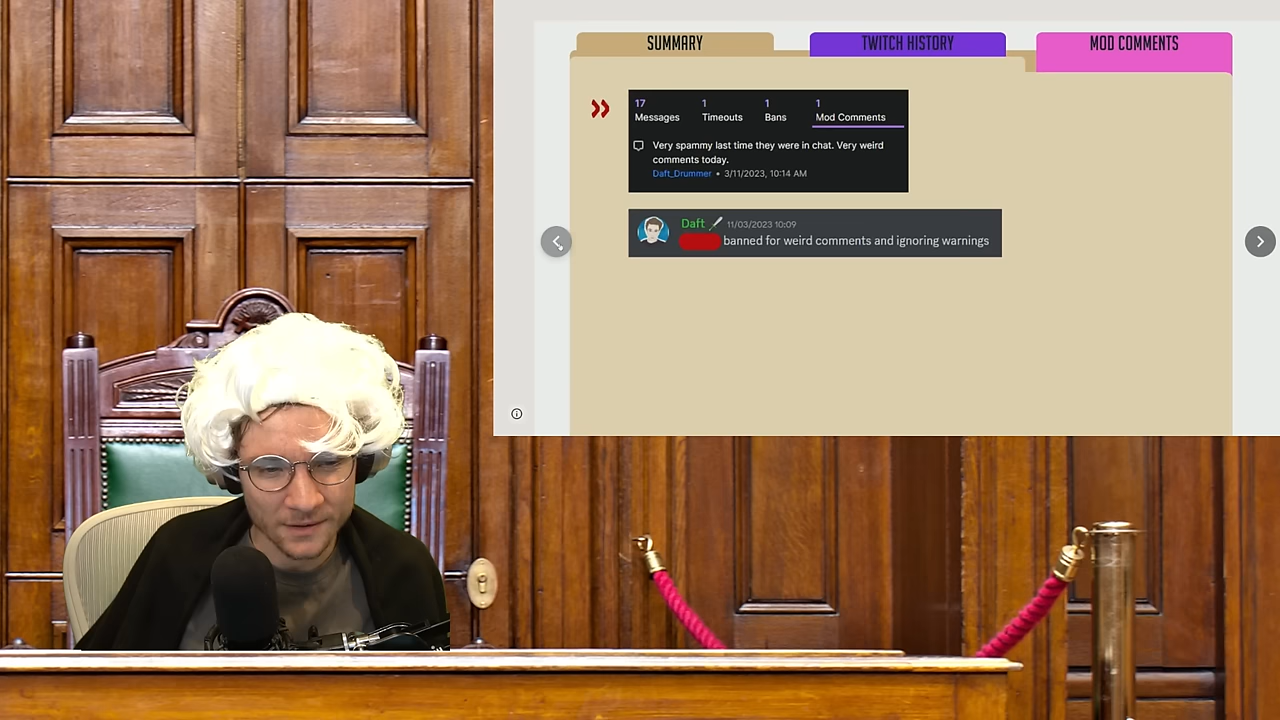 SUMMARY
TWITCH HISTORY
MOD COMMENTS
17 1 1 1
Messages Timeouts Bans Mod Comments
Very spammy last time they were in chat. Very weird
comments today.
Daft_Drummer • 3/11/2023, 10:14 AM
Daft 11/03/2023 10:09
banned for weird comments and ignoring warnings